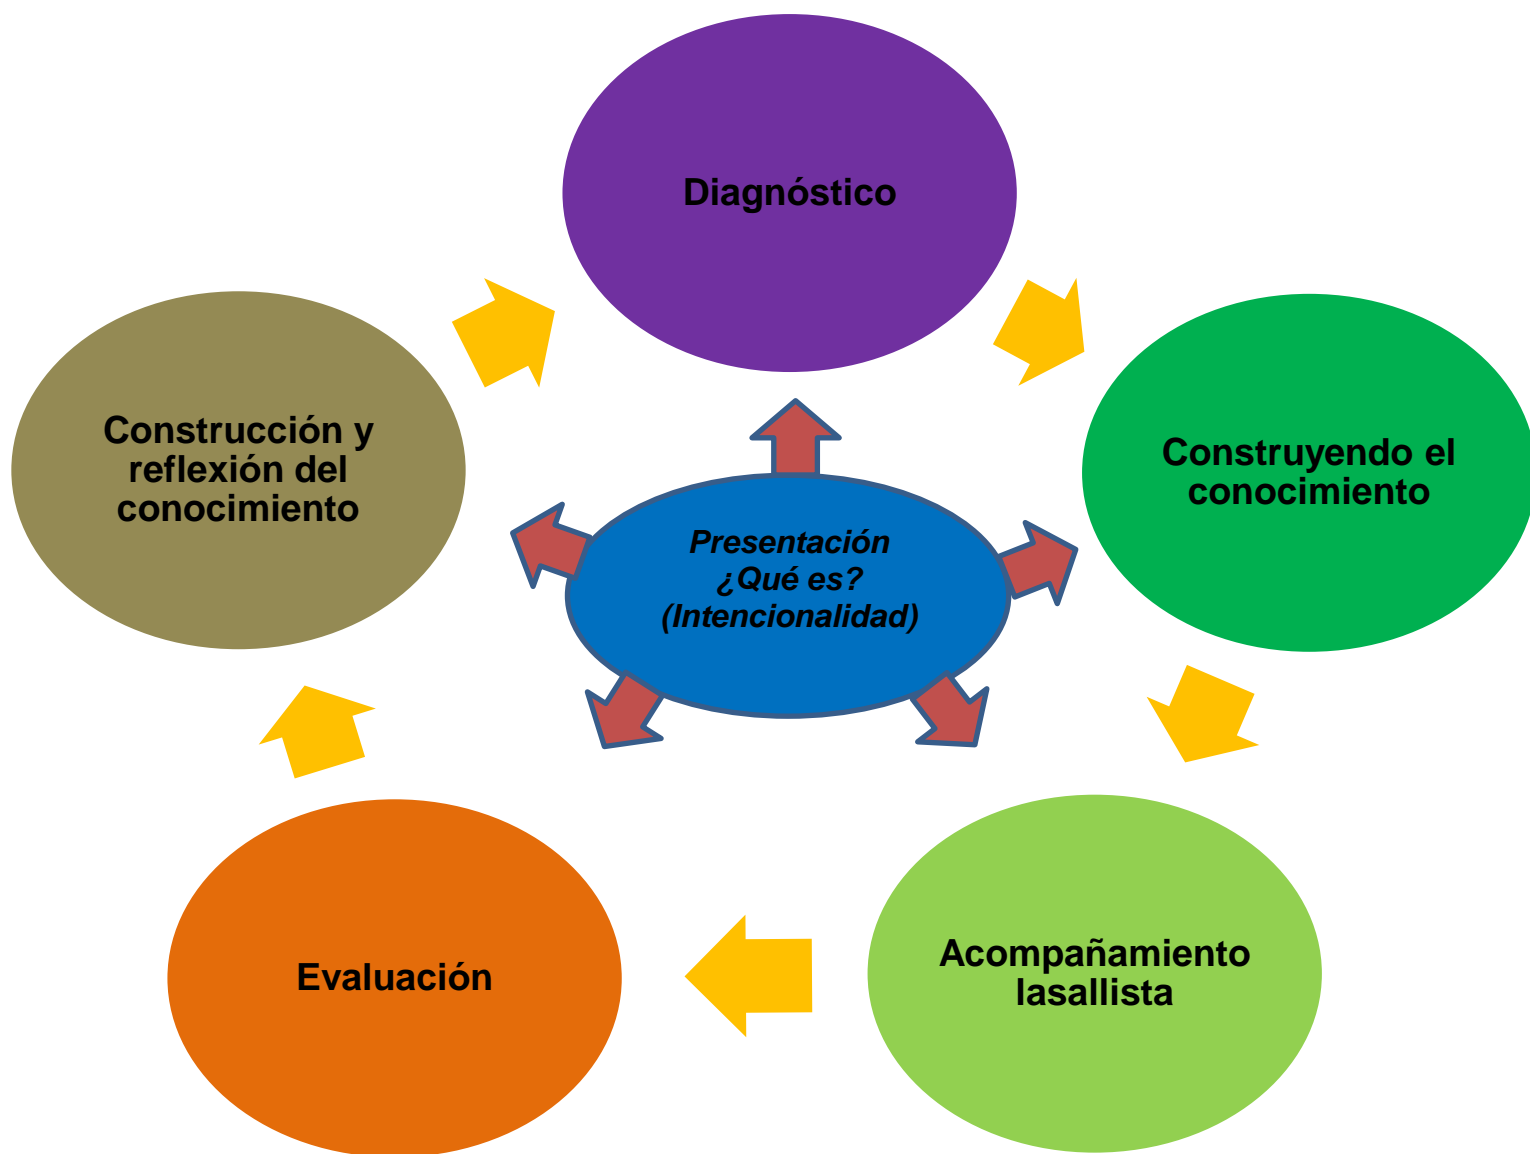 Diagnóstico
Construyendo el
conocimiento
Acompañamiento
lasallista
Evaluación
Construcción y
reflexión del
conocimiento
Presentación
¿Qué es?
(Intencionalidad)